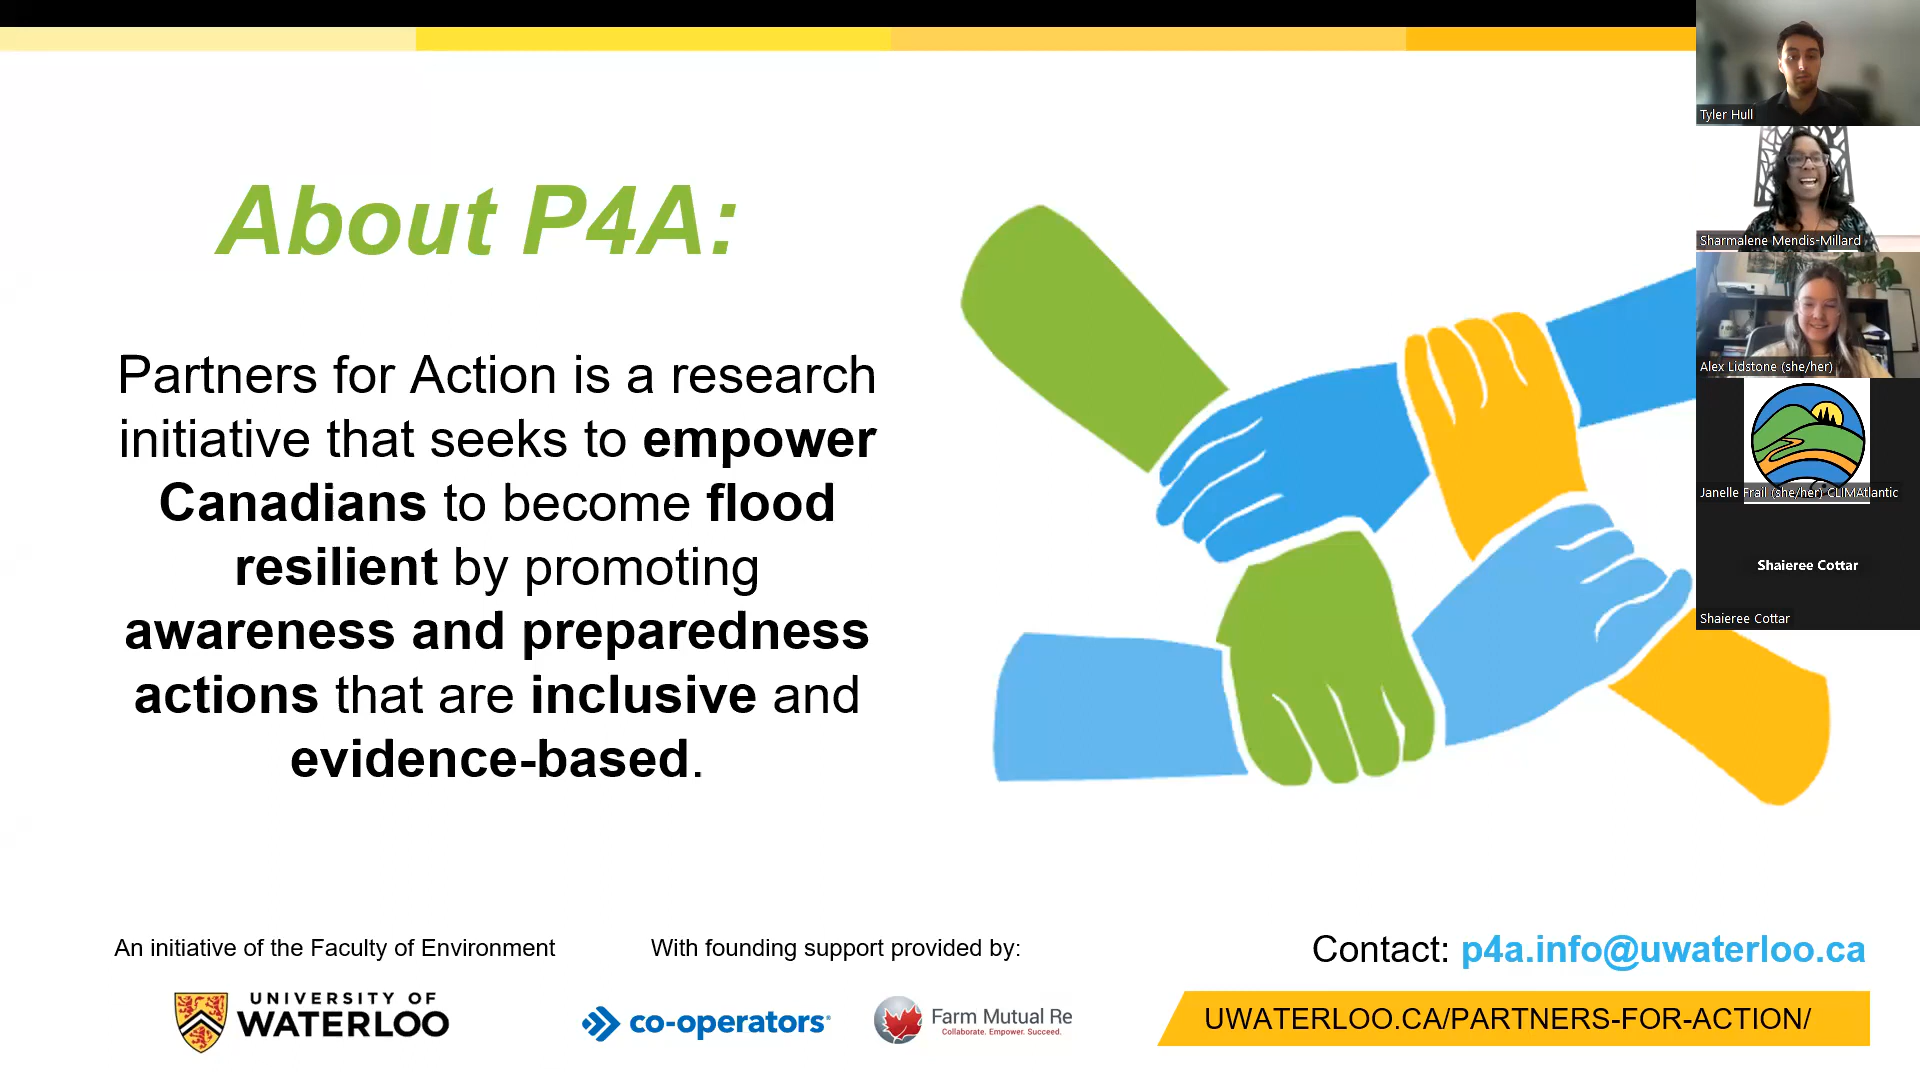 About P4A:
Partners for Action is a research
initiative that seeks to empower
Canadians to become flood
resilient by promoting
awareness and preparedness
actions that are inclusive and
evidence-based.
An initiative of the Faculty of Environment
UNIVERSITY OF
WATERLOO
With founding support provided by:
co-operators
Farm Mutual Re
Collaborate. Empower. Succeed.
Contact: p4a.info@uwaterloo.ca
UWATERLOO.CA/PARTNERS-FOR-ACTION/
Tyler Hull
Sharmalene Mendis-Millard
Alex Lidstone (she/her)
Janelle Frail (she/her) CLIMAtlantic
Shaieree Cottar
Shaieree Cottar